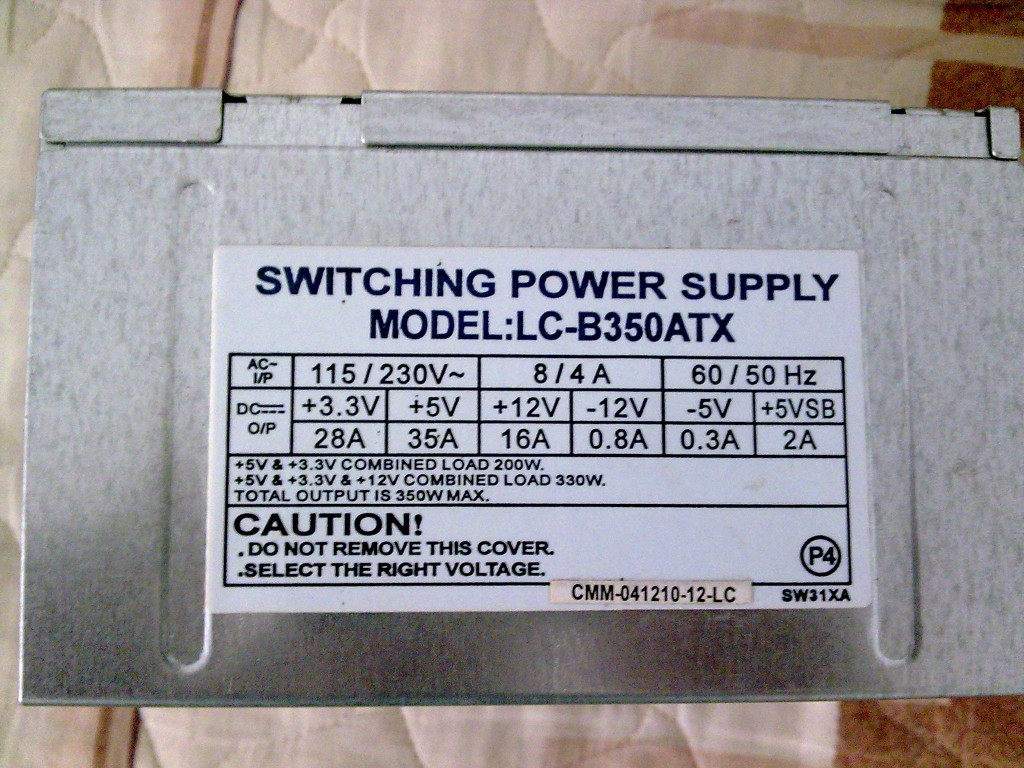 SWITCHING POWER SUPPLY
MODEL:LC-B350ATX
AC~ I/P 115 / 230V~ 8 / 4 A 60 / 50 Hz
DC O/P +3.3V +5V +12V -12V -5V +5VSB
28A 35A 16A 0.8A 0.3A 2A
+5V & +3.3V COMBINED LOAD 200W.
+5V & +3.3V & +12V COMBINED LOAD 330W.
TOTAL OUTPUT IS 350W MAX.
CAUTION!
.DO NOT REMOVE THIS COVER.
.SELECT THE RIGHT VOLTAGE.
P4
CMM-041210-12-LC
SW31XA